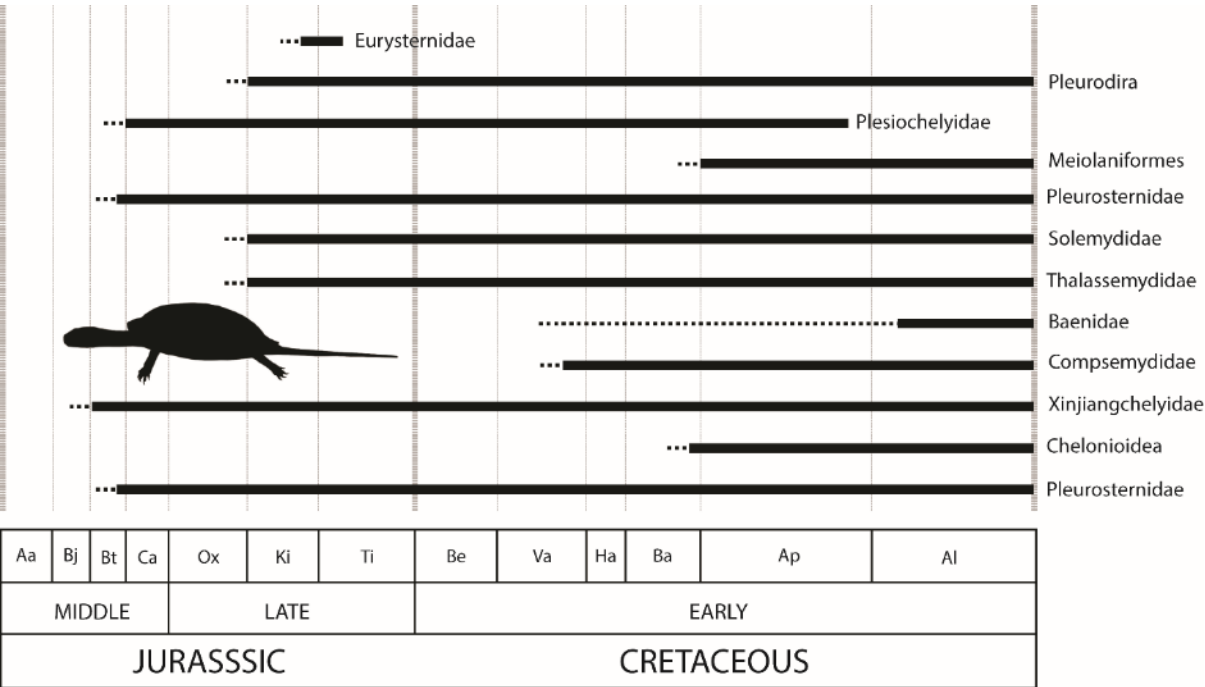 Eurysternidae
Pleurodira
Plesiochelyidae
Meiolaniformes
Pleurosternidae
Solemydidae
Thalassemydidae
Baenidae
Compsemydidae
Xinjiangchelyidae
Chelonioidea
Pleurosternidae
Aa Bj Bt Ca Ox Ki Ti Be Va Ha Ba Ap Al
MIDDLE LATE EARLY
JURASSSIC CRETACEOUS